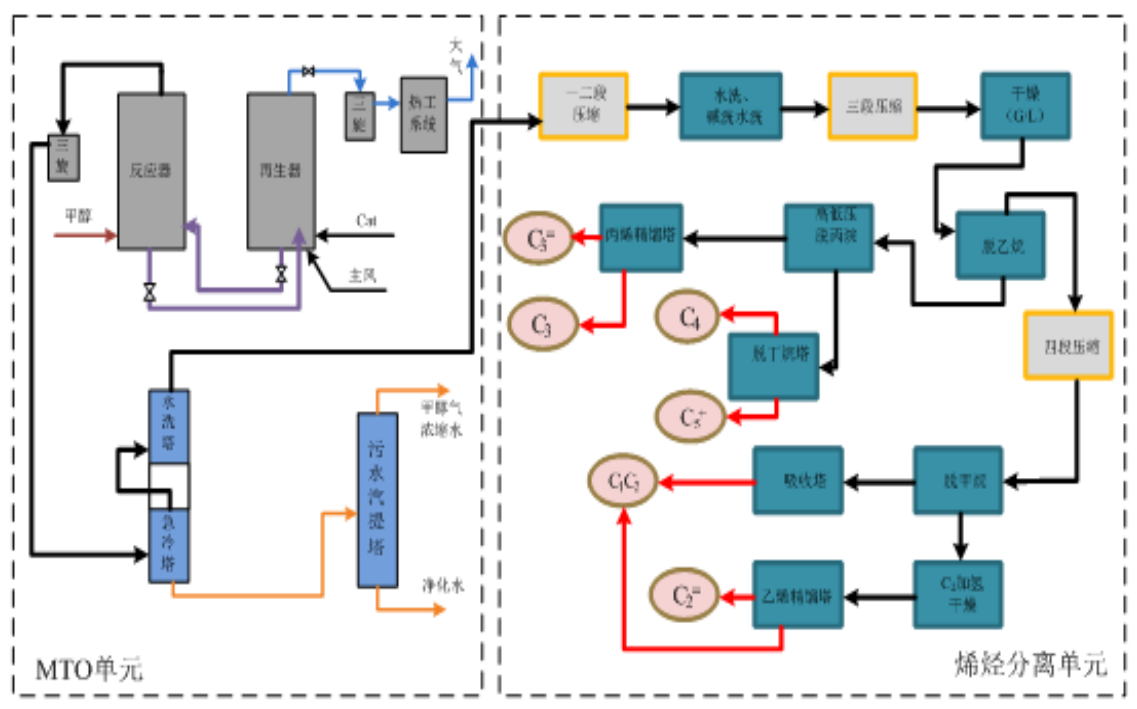 大
气
三
旋
热工
系统
三
旋
反应器
再生器
甲醇
Cat
主风
水
洗
塔
急
冷
塔
甲醇气
浓缩水
污
水
汽
提
塔
净化水
MTO单元
一二段
压缩
水洗、
碱洗水洗
三段压缩
干燥
(G/L)
C₃⁼
丙烯精馏塔
高低压
脱丙烷
脱乙烷
C₃
C₄
脱丁烷塔
四段压缩
C₅⁺
C₁C₂
吸收塔
脱甲烷
C₂⁼
乙烯精馏塔
C₂加氢
干燥
烯烃分离单元